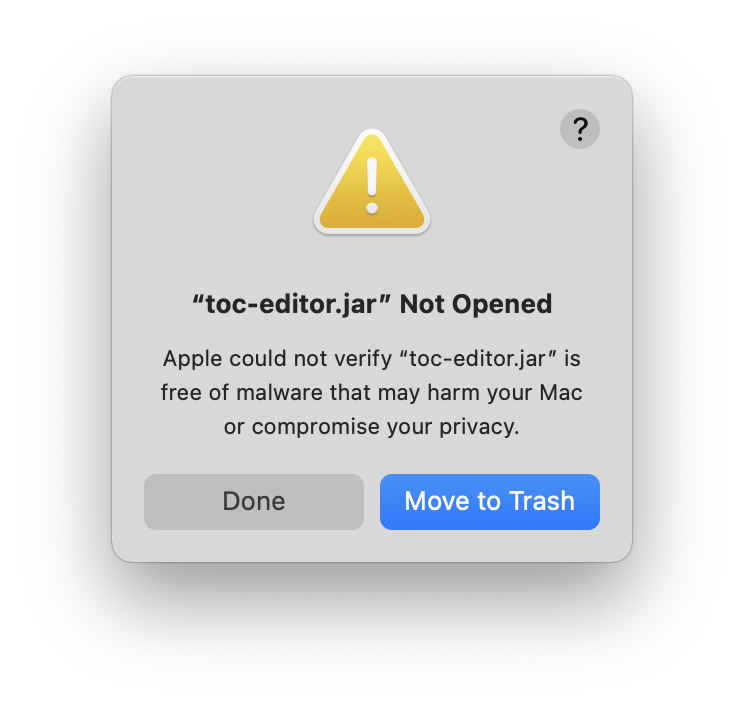 ?
“toc-editor.jar” Not Opened
Apple could not verify “toc-editor.jar” is
free of malware that may harm your Mac
or compromise your privacy.
Done
Move to Trash